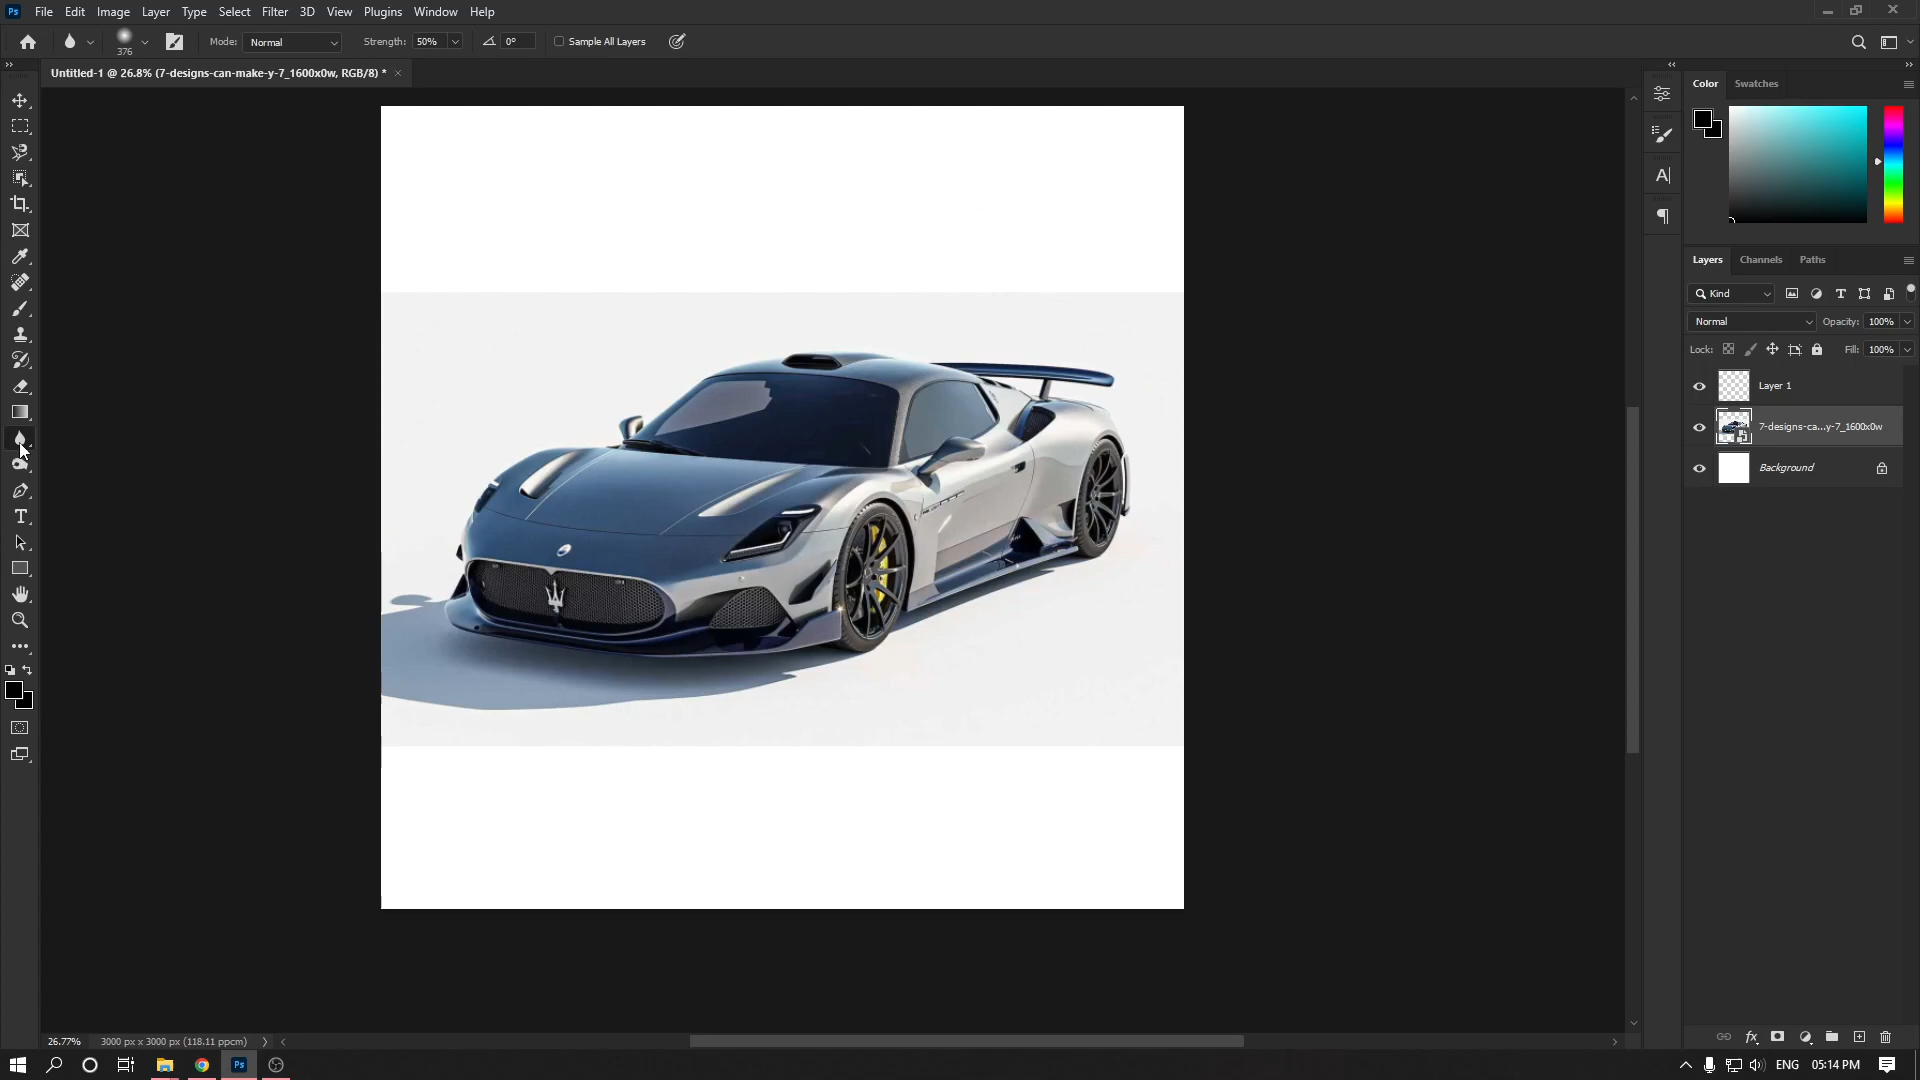 Ps File Edit Image Layer Type Select Filter 3D View Plugins Window Help
376 Mode: Normal Strength: 50% 0° Sample All Layers
Untitled-1 @ 26.8% (7-designs-can-make-y-7_1600x0w, RGB/8) *
Color Swatches
Layers Channels Paths
Kind
Normal Opacity: 100%
Lock: Fill: 100%
Layer 1
7-designs-ca...y-7_1600x0w
Background
26.77% 3000 px x 3000 px (118.11 ppcm)
Ps ENG 05:14 PM